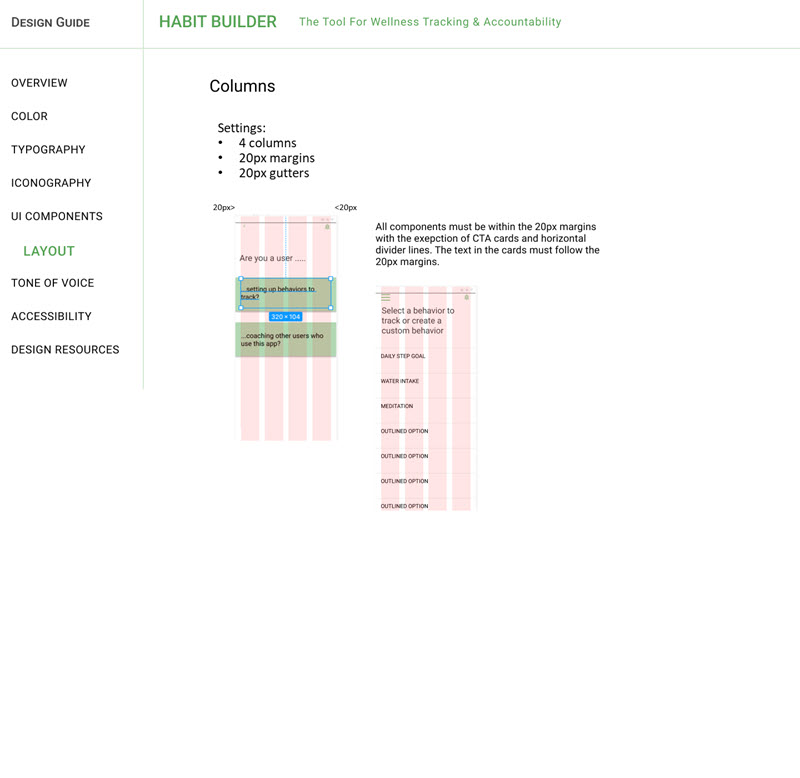 DESIGN GUIDE
HABIT BUILDER
The Tool For Wellness Tracking & Accountability
OVERVIEW
COLOR
TYPOGRAPHY
ICONOGRAPHY
UI COMPONENTS
LAYOUT
TONE OF VOICE
ACCESSIBILITY
DESIGN RESOURCES
Columns
Settings:
• 4 columns
• 20px margins
• 20px gutters
20px>
<20px
Are you a user .....
...setting up behaviors to
track?
320 × 104
...coaching other users who
use this app?
All components must be within the 20px margins
with the exepction of CTA cards and horizontal
divider lines. The text in the cards must follow the
20px margins.
Select a behavior to
track or create a
custom behavior
DAILY STEP GOAL
WATER INTAKE
MEDITATION
OUTLINED OPTION
OUTLINED OPTION
OUTLINED OPTION
OUTLINED OPTION